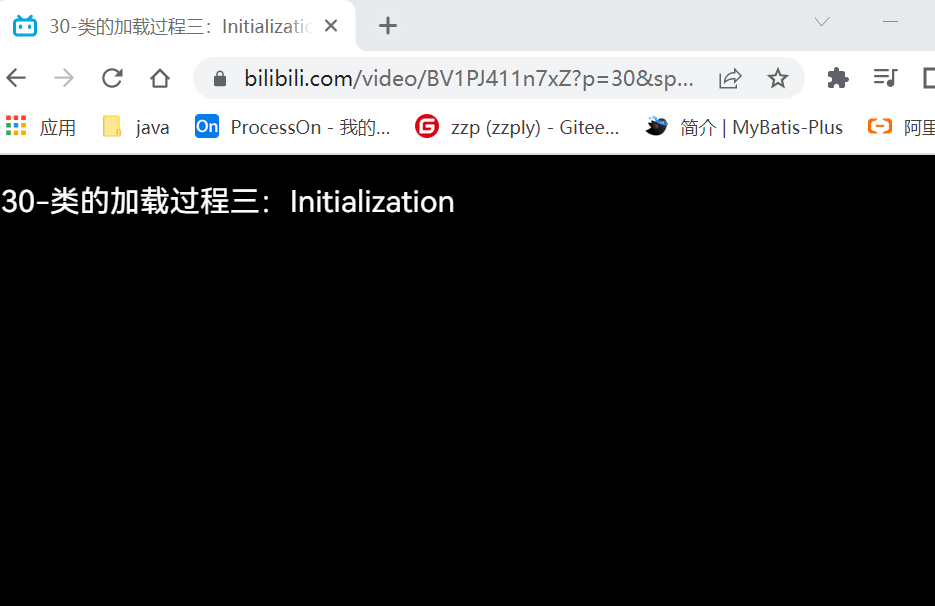 30-类的加载过程三：Initializatio
bilibili.com/video/BV1PJ411n7xZ?p=30&sp...
应用 java On ProcessOn - 我的... G zzp (zzply) - Gitee... 简介 | MyBatis-Plus 阿里
30-类的加载过程三：Initialization